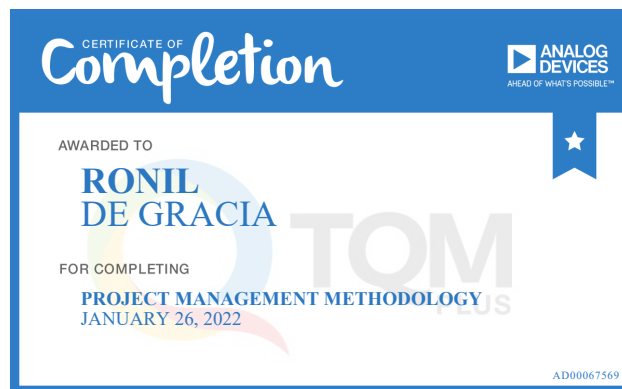 CERTIFICATE OF
Completion
ANALOG
DEVICES
AHEAD OF WHAT'S POSSIBLE™
AWARDED TO
RONIL
DE GRACIA
TQM
PLUS
FOR COMPLETING
PROJECT MANAGEMENT METHODOLOGY
JANUARY 26, 2022
AD00067569